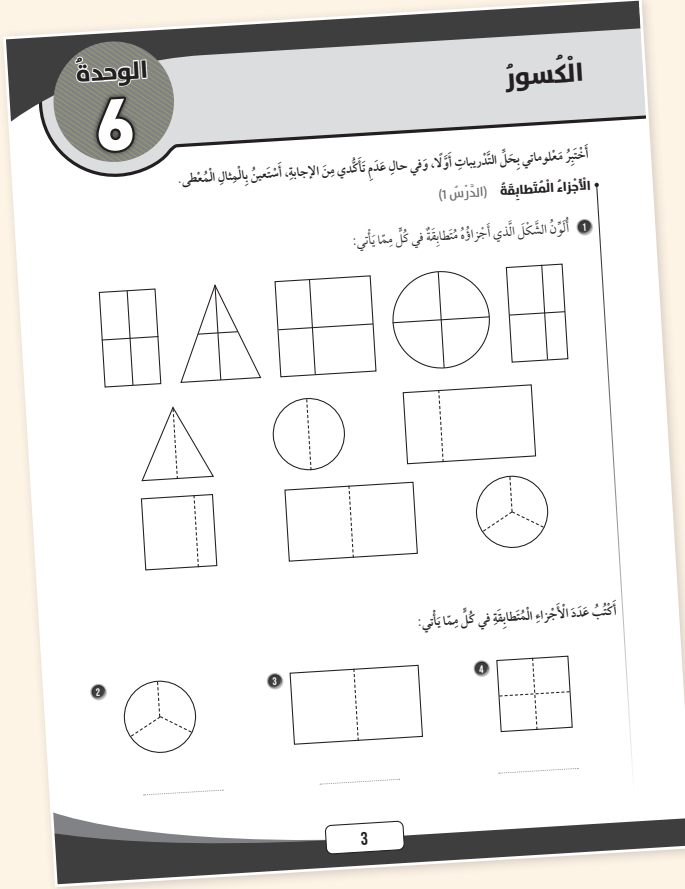 الْكُسورُ
الوحدةُ
6
أَخْتَبِرُ مَعْلوماتي بِحَلِّ التَّدْريباتِ أَوَّلًا، وَفي حالِ عَدَمِ تَأَكُّدي مِنَ الإجابةِ، أَسْتَعينُ بِالْمِثالِ الْمُعْطى.
الْأَجْزاءُ الْمُتَطابِقَةُ (الدَّرْسُ 1)
1 أُلَوِّنُ الشَّكْلَ الَّذي أَجْزاؤُهُ مُتَطابِقَةٌ في كُلٍّ مِمّا يَأْتي:
أَكْتُبُ عَدَدَ الْأَجْزاءِ الْمُتَطابِقَةِ في كُلٍّ مِمّا يَأْتي:
2 3 4
3